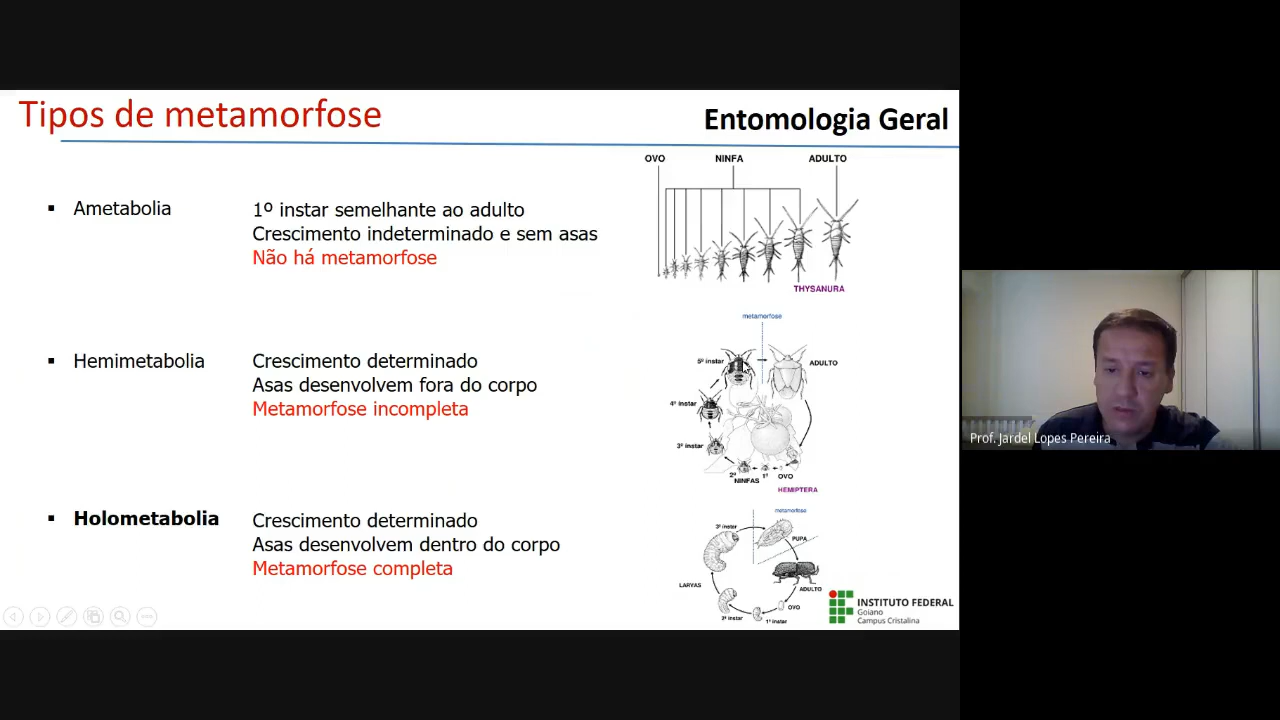 Tipos de metamorfose
Entomologia Geral
▪ Ametabolia
1º instar semelhante ao adulto
Crescimento indeterminado e sem asas
Não há metamorfose
OVO NINFA ADULTO
THYSANURA
▪ Hemimetabolia
Crescimento determinado
Asas desenvolvem fora do corpo
Metamorfose incompleta
metamorfose
5º instar
ADULTO
4º instar
3º instar
2º
1º
OVO
NINFAS
HEMIPTERA
▪ Holometabolia
Crescimento determinado
Asas desenvolvem dentro do corpo
Metamorfose completa
metamorfose
3º instar
PUPA
LARVAS
ADULTO
OVO
2º instar
1º instar
INSTITUTO FEDERAL
Goiano
Campus Cristalina
Prof. Jardel Lopes Pereira